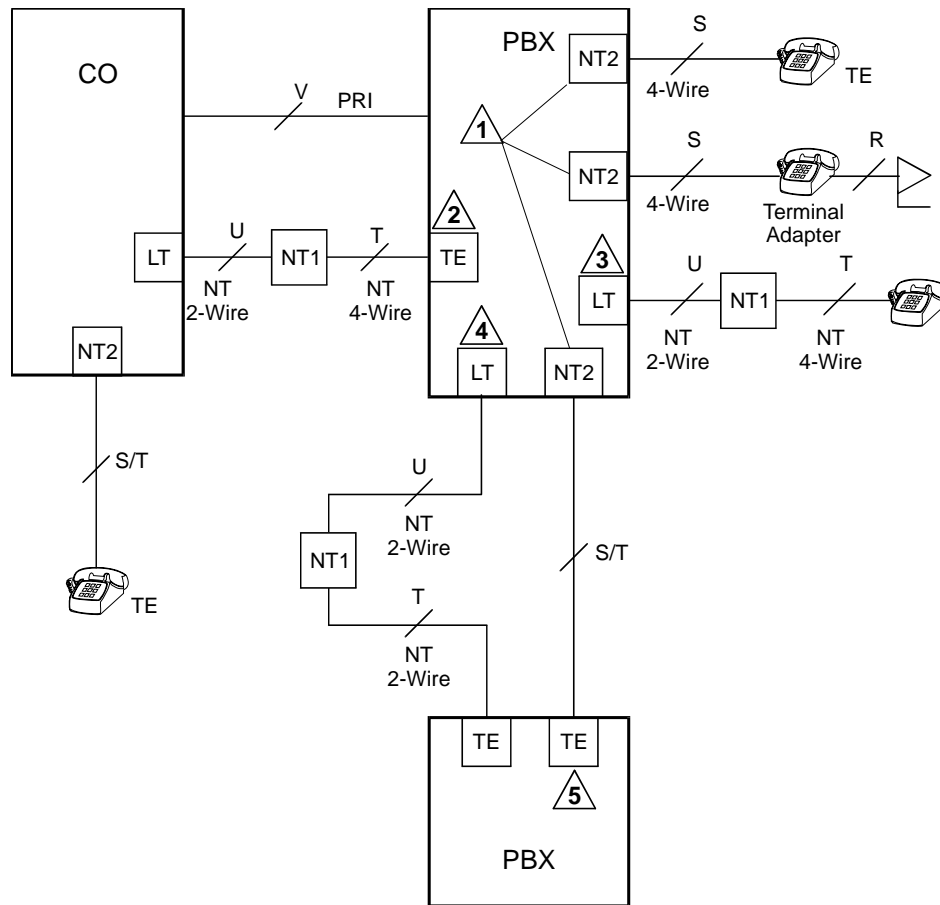 PBX
CO
S
NT2
TE
4-Wire
V
PRI
1
S
R
NT2
4-Wire
Terminal
Adapter
2
3
U
T
U
T
LT
NT1
TE
LT
NT1
NT
2-Wire
NT
4-Wire
4
NT
2-Wire
NT
4-Wire
NT2
LT
NT2
S/T
U
NT
2-Wire
NT1
S/T
TE
T
NT
2-Wire
TE
TE
5
PBX